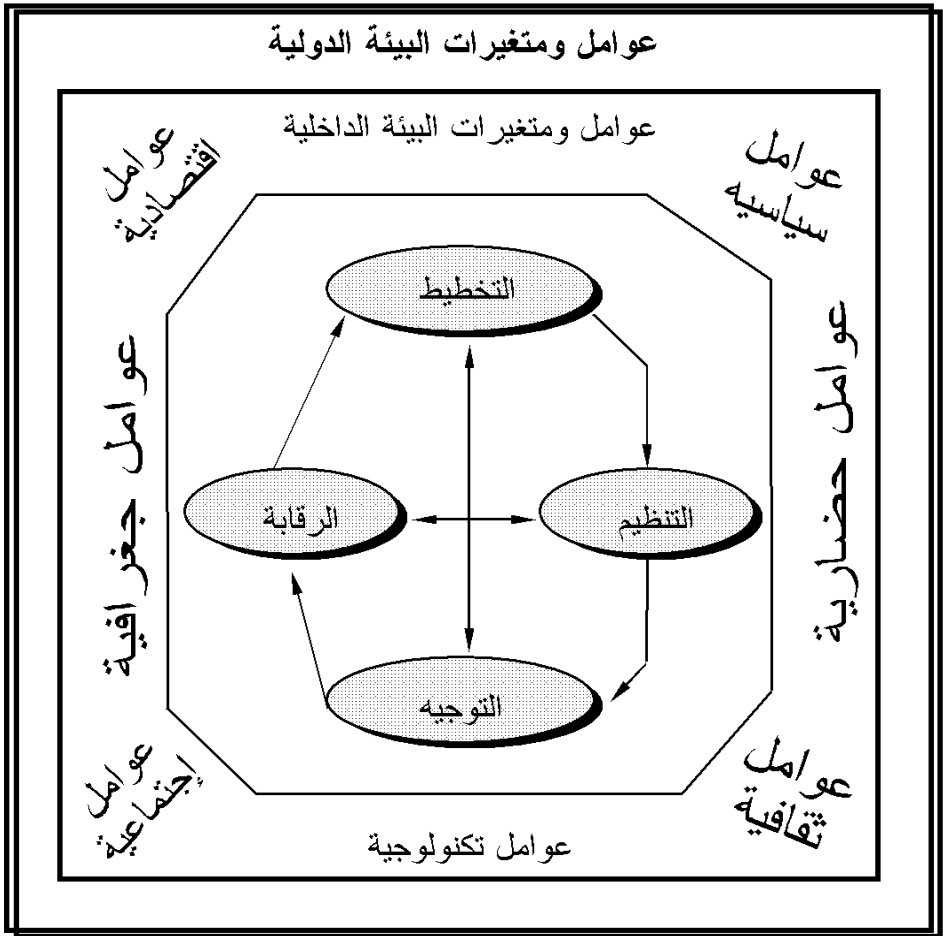 عوامل ومتغيرات البيئة الدولية
عوامل ومتغيرات البيئة الداخلية
عوامل
سياسيه
عوامل
اقتصادية
التخطيط
عوامل حضارية
عوامل جغرافية
التنظيم
الرقابة
التوجيه
عوامل
ثقافية
عوامل
إجتماعية
عوامل تكنولوجية